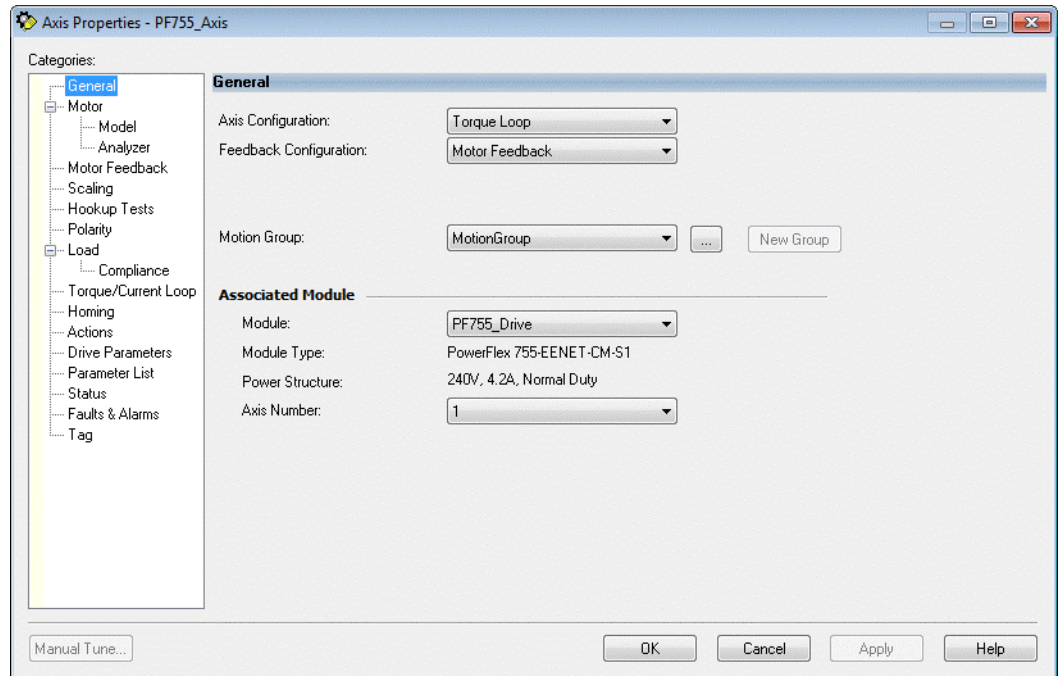 Axis Properties - PF755_Axis
Categories:
General
Motor
Model
Analyzer
Motor Feedback
Scaling
Hookup Tests
Polarity
Load
Compliance
Torque/Current Loop
Homing
Actions
Drive Parameters
Parameter List
Status
Faults & Alarms
Tag
General
Axis Configuration: Torque Loop
Feedback Configuration: Motor Feedback
Motion Group: MotionGroup ... New Group
Associated Module
Module: PF755_Drive
Module Type: PowerFlex 755-EENET-CM-S1
Power Structure: 240V, 4.2A, Normal Duty
Axis Number: 1
Manual Tune... OK Cancel Apply Help